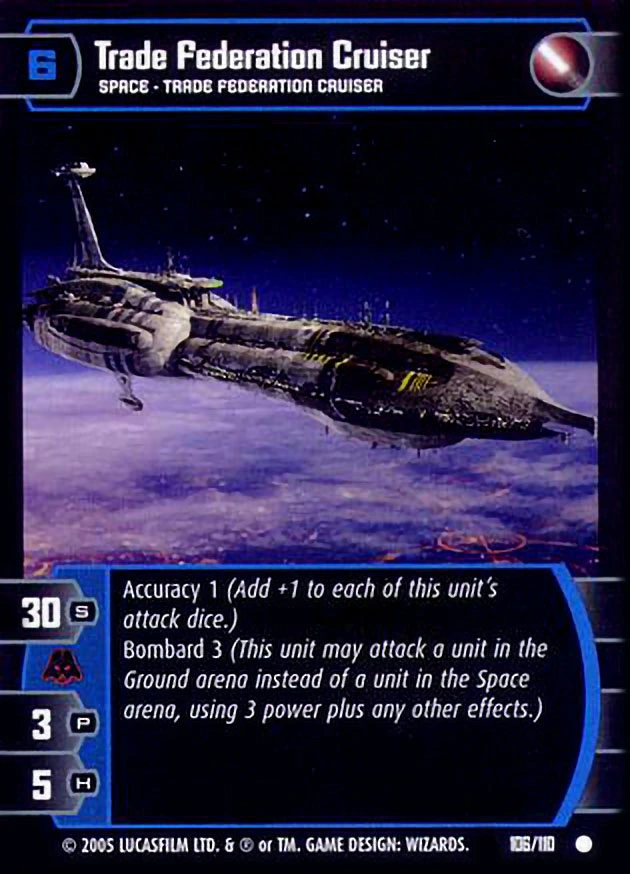 6
Trade Federation Cruiser
SPACE - TRADE FEDERATION CRUISER
Accuracy 1 (Add +1 to each of this unit's
attack dice.)
Bombard 3 (This unit may attack a unit in the
Ground arena instead of a unit in the Space
arena, using 3 power plus any other effects.)
30 S
3 P
5 H
© 2005 LUCASFILM LTD. & ® or TM. GAME DESIGN: WIZARDS.
106/110